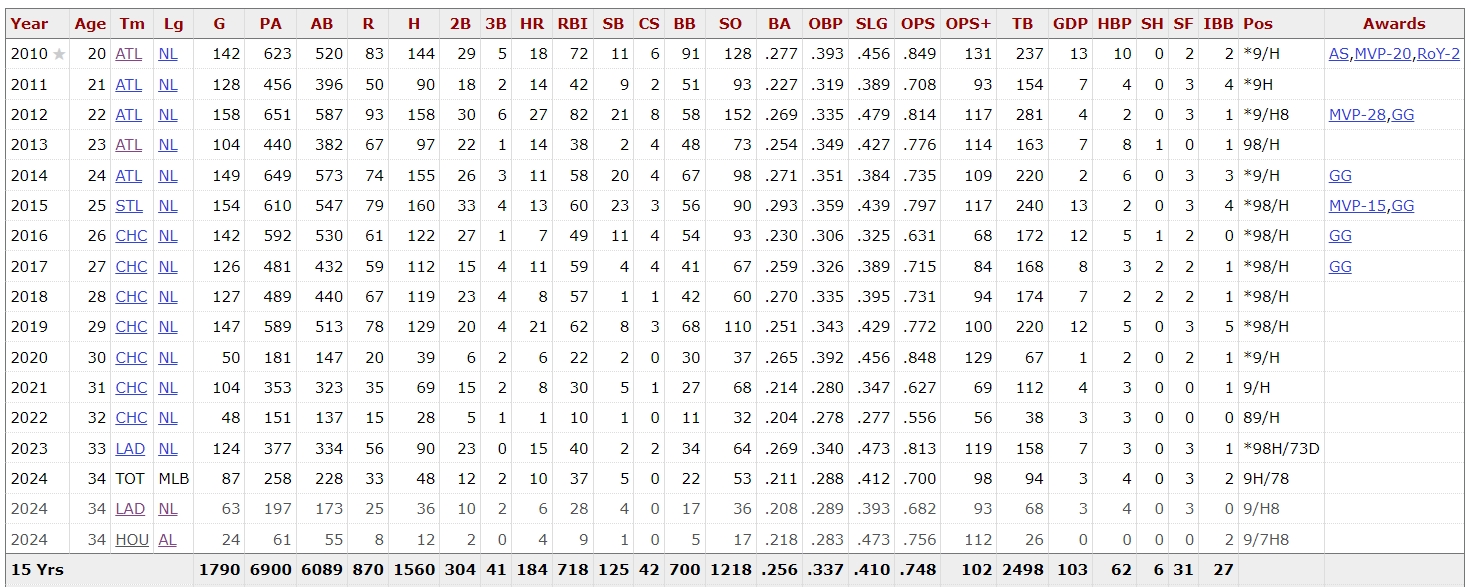 Year Age Tm Lg G PA AB R H 2B 3B HR RBI SB CS BB SO BA OBP SLG OPS OPS+ TB GDP HBP SH SF IBB Pos Awards
2010 ★ 20 ATL NL 142 623 520 83 144 29 5 18 72 11 6 91 128 .277 .393 .456 .849 131 237 13 10 0 2 2 *9/H AS,MVP-20,RoY-2
2011 21 ATL NL 128 456 396 50 90 18 2 14 42 9 2 51 93 .227 .319 .389 .708 93 154 7 4 0 3 4 *9H
2012 22 ATL NL 158 651 587 93 158 30 6 27 82 21 8 58 152 .269 .335 .479 .814 117 281 4 2 0 3 1 *9/H8 MVP-28,GG
2013 23 ATL NL 104 440 382 67 97 22 1 14 38 2 4 48 73 .254 .349 .427 .776 114 163 7 8 1 0 1 98/H
2014 24 ATL NL 149 649 573 74 155 26 3 11 58 20 4 67 98 .271 .351 .384 .735 109 220 2 6 0 3 3 *9/H GG
2015 25 STL NL 154 610 547 79 160 33 4 13 60 23 3 56 90 .293 .359 .439 .797 117 240 13 2 0 3 4 *98/H MVP-15,GG
2016 26 CHC NL 142 592 530 61 122 27 1 7 49 11 4 54 93 .230 .306 .325 .631 68 172 12 5 1 2 0 *98/H GG
2017 27 CHC NL 126 481 432 59 112 15 4 11 59 4 4 41 67 .259 .326 .389 .715 84 168 8 3 2 2 1 *98/H GG
2018 28 CHC NL 127 489 440 67 119 23 4 8 57 1 1 42 60 .270 .335 .395 .731 94 174 7 2 2 2 1 *98/H
2019 29 CHC NL 147 589 513 78 129 20 4 21 62 8 3 68 110 .251 .343 .429 .772 100 220 12 5 0 3 5 *98/H
2020 30 CHC NL 50 181 147 20 39 6 2 6 22 2 0 30 37 .265 .392 .456 .848 129 67 1 2 0 2 1 *9/H
2021 31 CHC NL 104 353 323 35 69 15 2 8 30 5 1 27 68 .214 .280 .347 .627 69 112 4 3 0 0 1 9/H
2022 32 CHC NL 48 151 137 15 28 5 1 1 10 1 0 11 32 .204 .278 .277 .556 56 38 3 3 0 0 0 89/H
2023 33 LAD NL 124 377 334 56 90 23 0 15 40 2 2 34 64 .269 .340 .473 .813 119 158 7 3 0 3 1 *98H/73D
2024 34 TOT MLB 87 258 228 33 48 12 2 10 37 5 0 22 53 .211 .288 .412 .700 98 94 3 4 0 3 2 9H/78
2024 34 LAD NL 63 197 173 25 36 10 2 6 28 4 0 17 36 .208 .289 .393 .682 93 68 3 4 0 3 0 9/H8
2024 34 HOU AL 24 61 55 8 12 2 0 4 9 1 0 5 17 .218 .283 .473 .756 112 26 0 0 0 0 2 9/7H8
15 Yrs 1790 6900 6089 870 1560 304 41 184 718 125 42 700 1218 .256 .337 .410 .748 102 2498 103 62 6 31 27